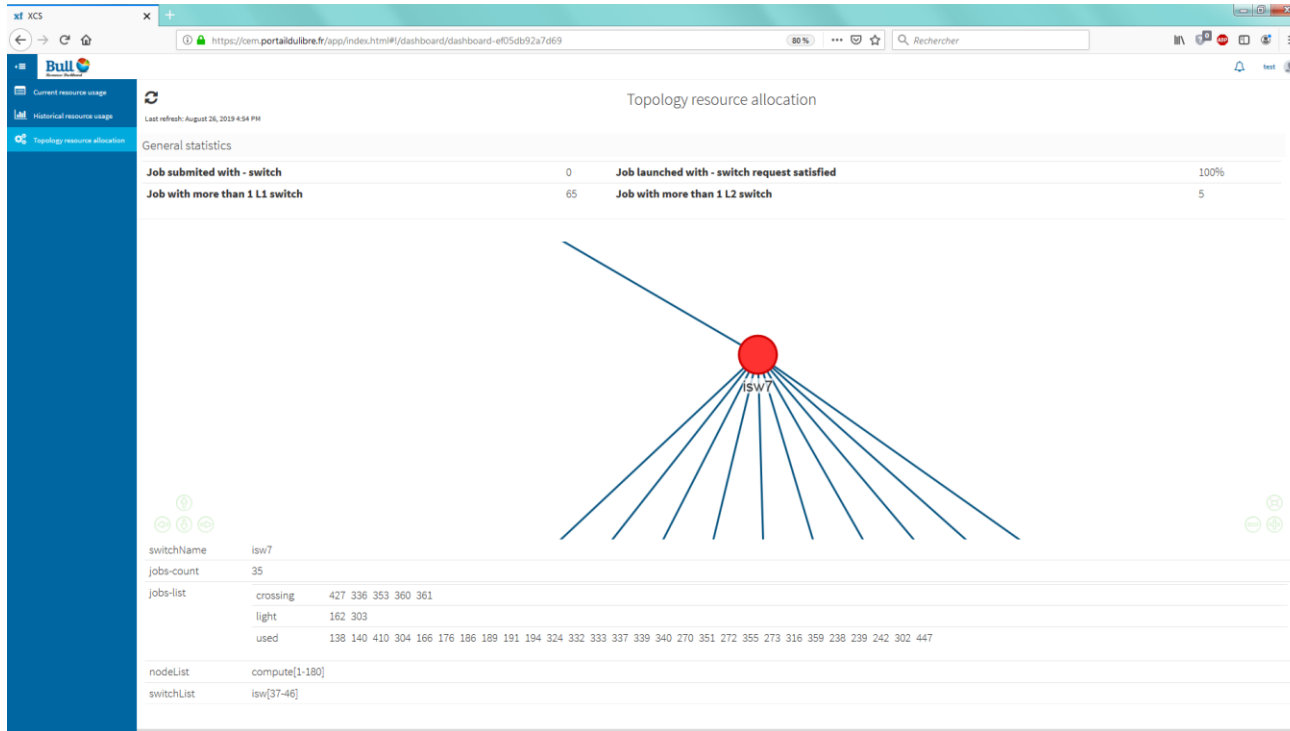 xf XCS
https://cem.portaildulibre.fr/app/index.html#!/dashboard/dashboard-ef05db92a7d69 80 % Rechercher
Bull test
Current resource usage
Historical resource usage
Topology resource allocation
Topology resource allocation
Last refresh: August 26, 2019 4:54 PM
General statistics
Job submited with - switch 0 Job launched with - switch request satisfied 100%
Job with more than 1 L1 switch 65 Job with more than 1 L2 switch 5
isw7
switchName isw7
jobs-count 35
jobs-list crossing 427 336 353 360 361
light 162 303
used 138 140 410 304 166 176 186 189 191 194 324 332 333 337 339 340 270 351 272 355 273 316 359 238 239 242 302 447
nodeList compute[1-180]
switchList isw[37-46]